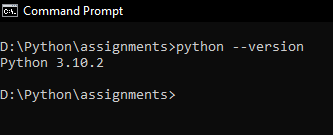 Command Prompt
D:\Python\assignments>python --version
Python 3.10.2
D:\Python\assignments>